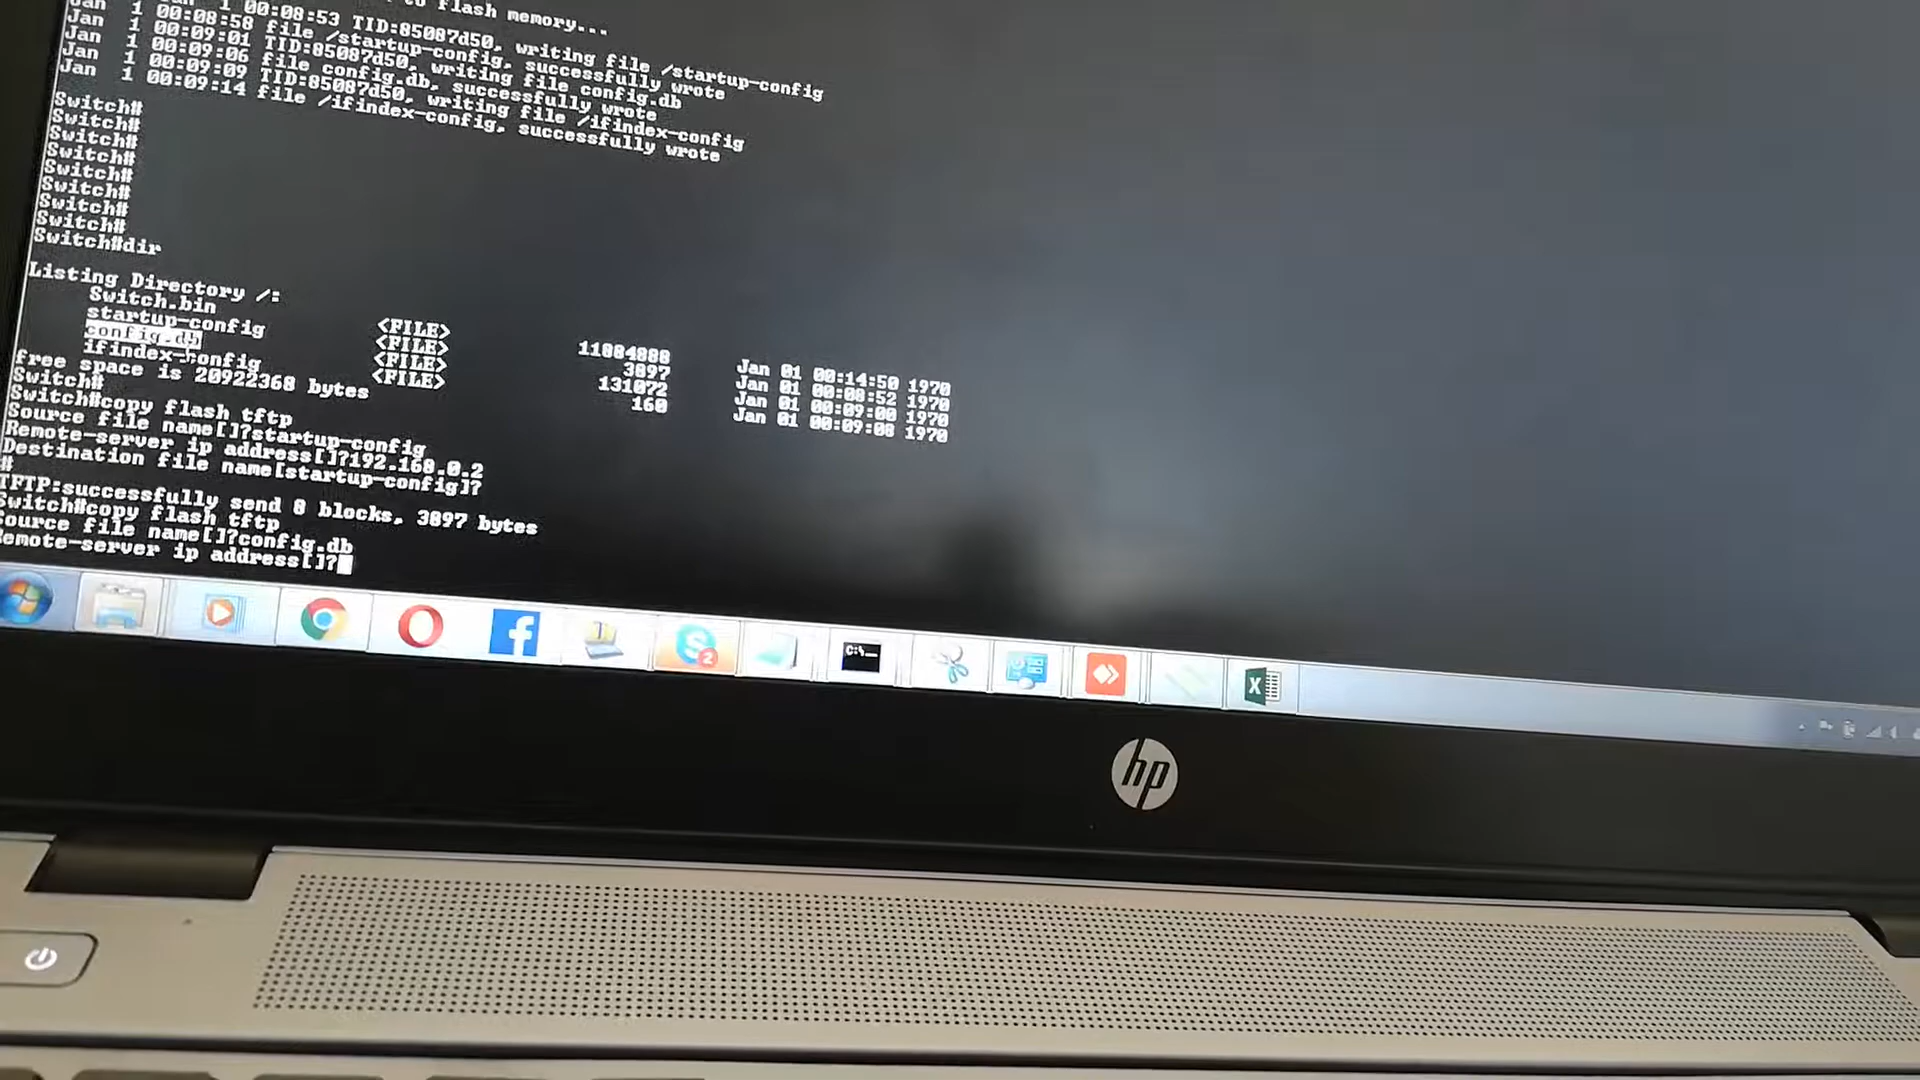 to flash memory...
Jan 1 00:08:53 TID:85087d50, writing file /startup-config
Jan 1 00:08:58 file /startup-config, successfully wrote
Jan 1 00:09:01 TID:85087d50, writing file config.db
Jan 1 00:09:06 file config.db, successfully wrote
Jan 1 00:09:09 TID:85087d50, writing file /ifindex-config
Jan 1 00:09:14 file /ifindex-config, successfully wrote
Switch#
Switch#
Switch#
Switch#
Switch#
Switch#
Switch#
Switch#
Switch#dir
Listing Directory /:
Switch.bin <FILE> 11084888 Jan 01 00:14:50 1970
startup-config <FILE> 3897 Jan 01 00:08:52 1970
config.db <FILE> 131072 Jan 01 00:09:00 1970
ifindex-config <FILE> 160 Jan 01 00:09:08 1970
free space is 20922368 bytes
Switch#
Switch#copy flash tftp
Source file name[]?startup-config
Remote-server ip address[]?192.168.0.2
Destination file name[startup-config]?
#
TFTP:successfully send 8 blocks, 3897 bytes
Switch#copy flash tftp
Source file name[]?config.db
Remote-server ip address[]?
C:\
2
hp